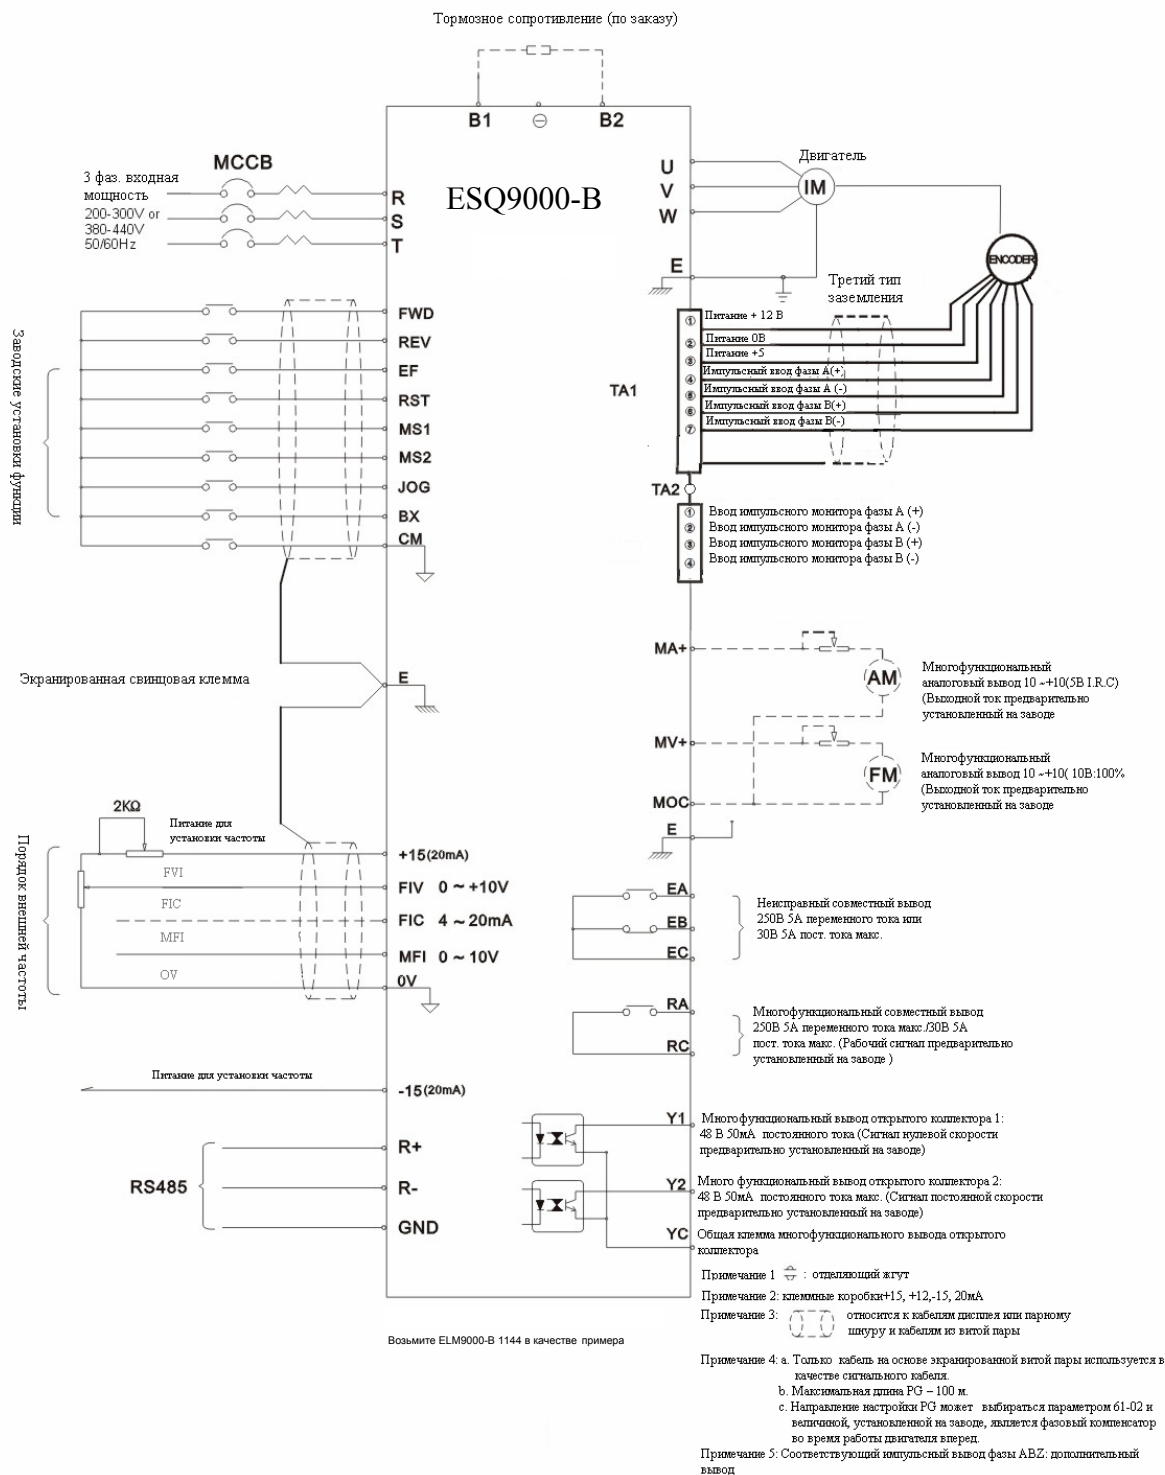 Тормозное сопротивление (по заказу)
B1
B2
MCCB
3 фаз. входная
мощность
200-300V or
380-440V
50/60Hz
R
S
T
ESQ9000-B
U
V
W
E
Двигатель
IM
ENCODER
Третий тип
заземления
Заводские установки функции
FWD
REV
EF
RST
MS1
MS2
JOG
BX
CM
TA1
① Питание + 12 В
② Питание 0В
③ Питание +5
④ Импульсный ввод фазы А(+)
⑤ Импульсный ввод фазы А (-)
⑥ Импульсный ввод фазы В(+)
⑦ Импульсный ввод фазы В(-)
TA2
① Ввод импульсного монитора фазы А (+)
② Ввод импульсного монитора фазы А (-)
③ Ввод импульсного монитора фазы В (+)
④ Ввод импульсного монитора фазы В (-)
Экранированная свинцовая клемма
E
MA+
AM
Многофункциональный
аналоговый вывод 10 ~+10(5В I.R.C)
(Выходной ток предварительно
установленный на заводе
MV+
FM
Многофункциональный
аналоговый вывод 10 ~+10( 10В:100%
(Выходной ток предварительно
установленный на заводе
MOC
E
Порядок внешней частоты
2KΩ
Питание для
установки частоты
+15(20mA)
FVI
FIV 0 ~ +10V
FIC
FIC 4 ~ 20mA
MFI
MFI 0 ~ 10V
OV
0V
EA
EB
EC
Неисправный совместный вывод
250В 5А переменного тока или
30В 5А пост. тока макс.
RA
RC
Многофункциональный совместный вывод
250В 5А переменного тока макс./30В 5А
пост. тока макс. (Рабочий сигнал предварительно
установленный на заводе )
Питание для установки частоты
-15(20mA)
RS485
R+
R-
GND
Y1
Многофункциональный вывод открытого коллектора 1:
48 В 50мА постоянного тока (Сигнал нулевой скорости
предварительно установленный на заводе)
Y2
Много функциональный вывод открытого коллектора 2:
48 В 50мА постоянного тока макс. (Сигнал постоянной скорости
предварительно установленный на заводе)
YC
Общая клемма многофункционального вывода открытого
коллектора
Примечание 1 : отделяющий жгут
Примечание 2: клеммные коробки+15, +12,-15, 20мА
Примечание 3: относится к кабелям дисплея или парному
шнуру и кабелям из витой пары
Возьмите ELM9000-B 1144 в качестве примера
Примечание 4: a. Только кабель на основе экранированной витой пары используется в
качестве сигнального кабеля.
b. Максимальная длина PG – 100 м.
c. Направление настройки PG может выбираться параметром 61-02 и
величиной, установленной на заводе, является фазовый компенсатор
во время работы двигателя вперед.
Примечание 5: Соответствующий импульсный вывод фазы ABZ: дополнительный
вывод